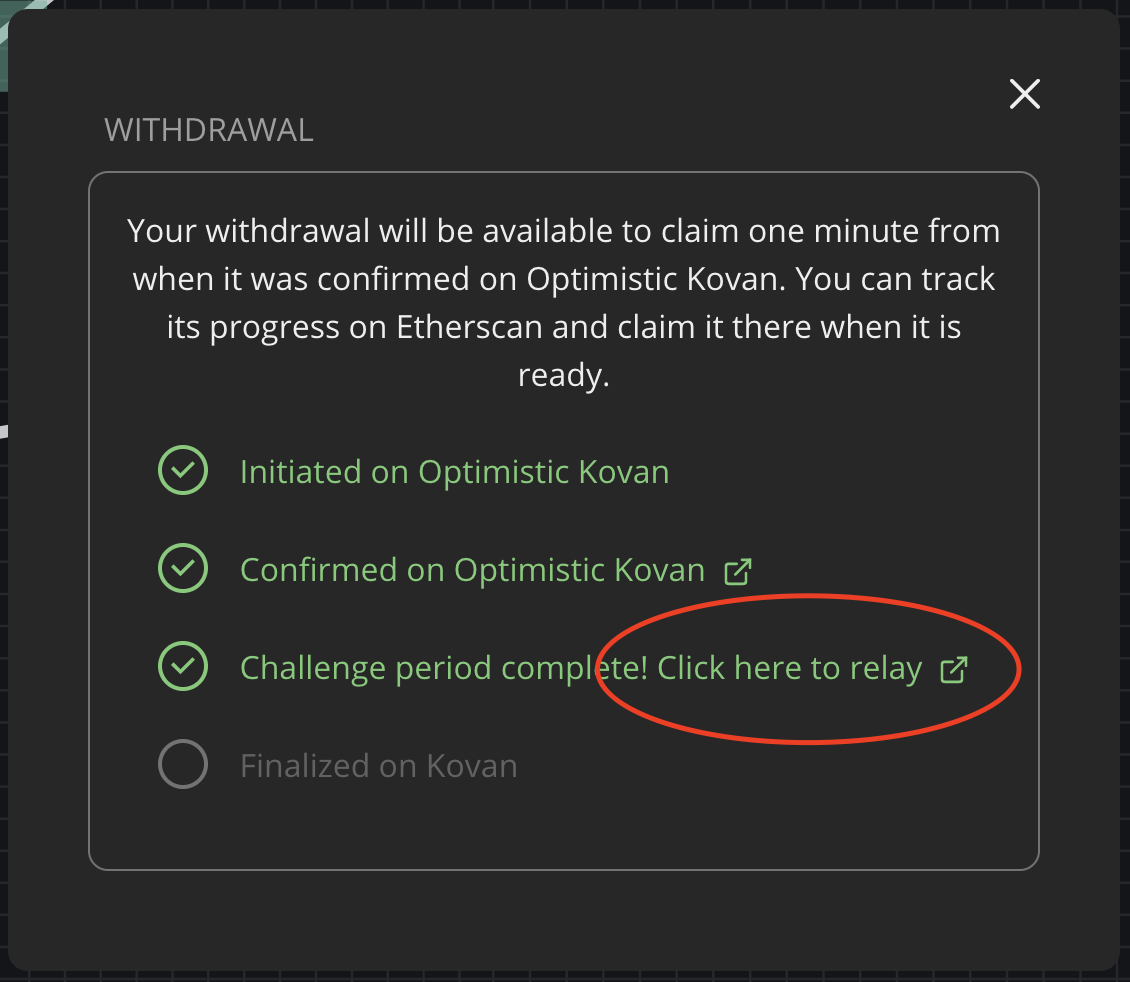 WITHDRAWAL
Your withdrawal will be available to claim one minute from
when it was confirmed on Optimistic Kovan. You can track
its progress on Etherscan and claim it there when it is
ready.
Initiated on Optimistic Kovan
Confirmed on Optimistic Kovan
Challenge period complete! Click here to relay
Finalized on Kovan